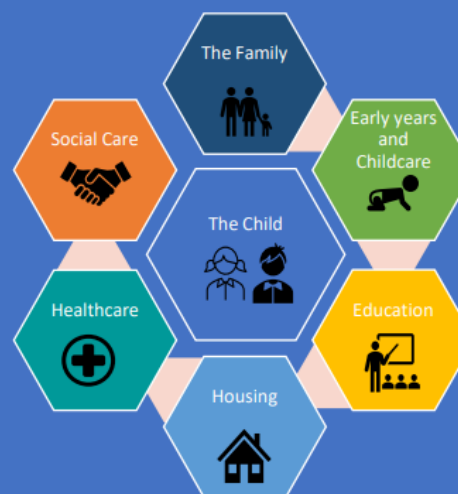 The Family
Early years
and
Childcare
Social Care
The Child
Healthcare
Education
Housing